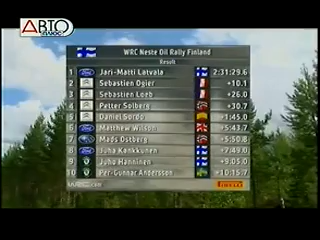 АВТО
ПЛЮС
WRC Neste Oil Rally Finland
Result
1 Jari-Matti Latvala 2:31:29.6
2 Sebastien Ogier +10.1
3 Sebastien Loeb +26.0
4 Petter Solberg +30.7
5 Daniel Sordo +1:45.0
6 Matthew Wilson +5:43.7
7 Mads Ostberg +5:50.8
8 Juha Kankkunen +7:49.0
9 Juho Hanninen +9:05.0
10 Per-Gunnar Andersson +10:15.7
PIRELLI